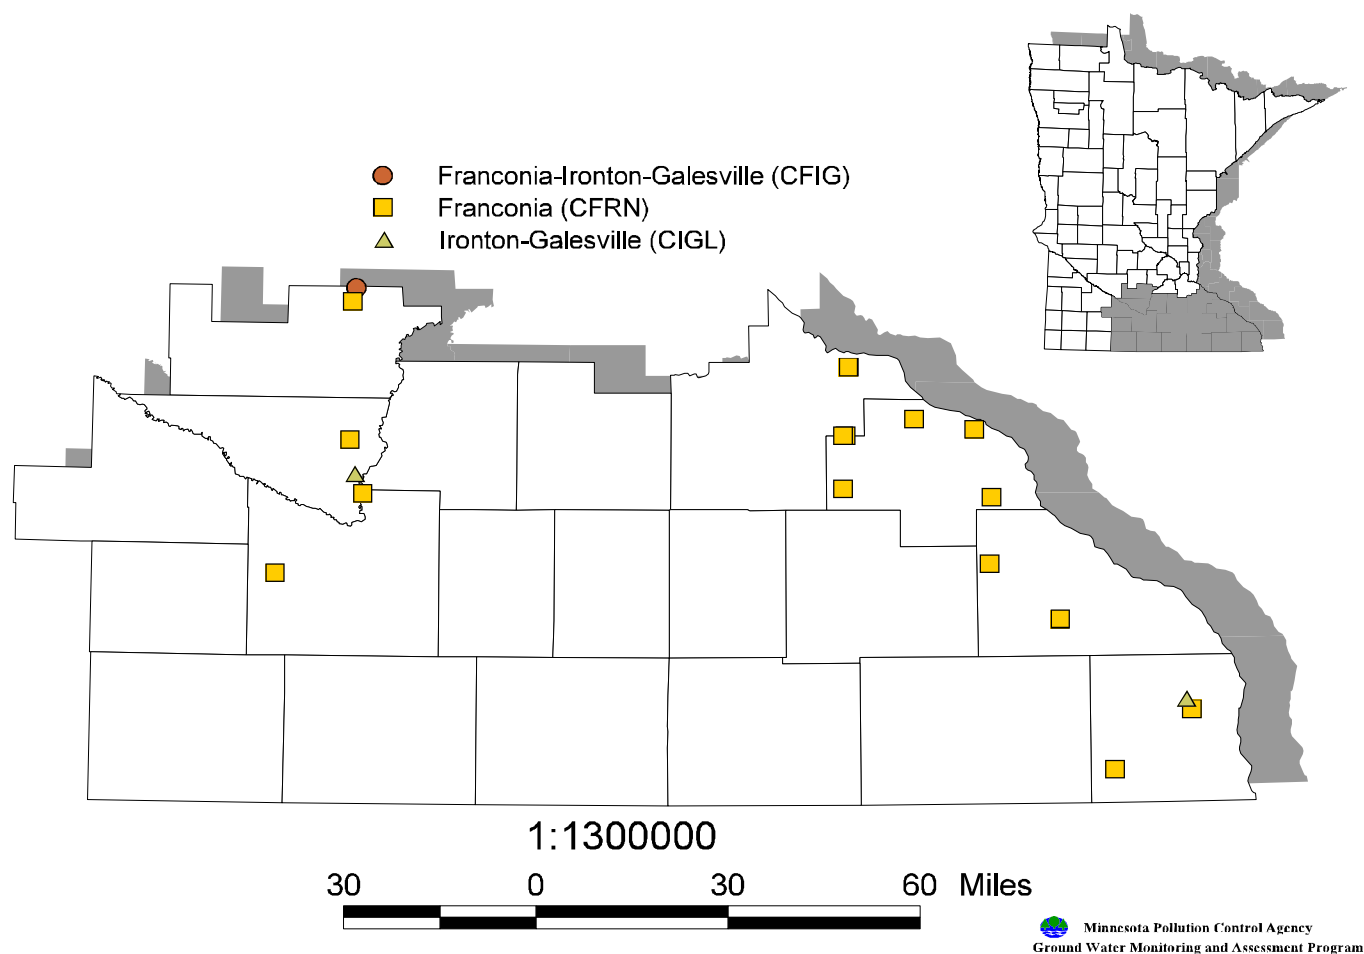 Franconia-Ironton-Galesville (CFIG)
Franconia (CFRN)
Ironton-Galesville (CIGL)
1:1300000
30 0 30 60 Miles
Minnesota Pollution Control Agency
Ground Water Monitoring and Assessment Program